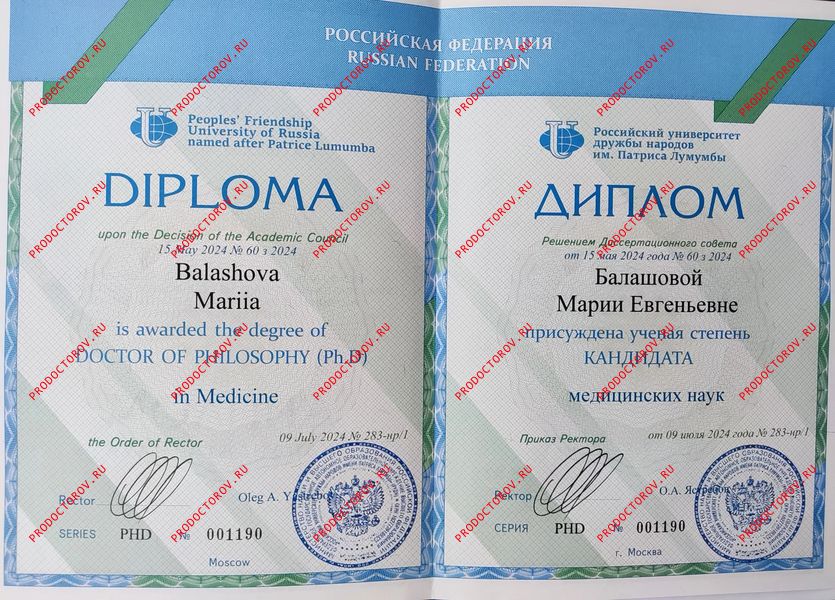 РОССИЙСКАЯ ФЕДЕРАЦИЯ
RUSSIAN FEDERATION
Peoples' Friendship
University of Russia
named after Patrice Lumumba
DIPLOMA
upon the Decision of the Academic Council
15 May 2024 № 60 з 2024
Balashova
Mariia
is awarded the degree of
DOCTOR OF PHILOSOPHY (Ph.D)
in Medicine
the Order of Rector
09 July 2024 № 283-нр/1
Rector
Oleg A.
SERIES PHD № 001190
Moscow
Российский университет
дружбы народов
им. Патриса Лумумбы
ДИПЛОМ
Решением Диссертационного совета
от 15 мая 2024 года № 60 з 2024
Балашовой
Марии Евгеньевне
присуждена ученая степень
КАНДИДАТА
медицинских наук
Приказ Ректора
от 09 июля 2024 года № 283-нр/1
Ректор
О.А.
СЕРИЯ PHD № 001190
г. Москва
PRODOCTOROV.RU